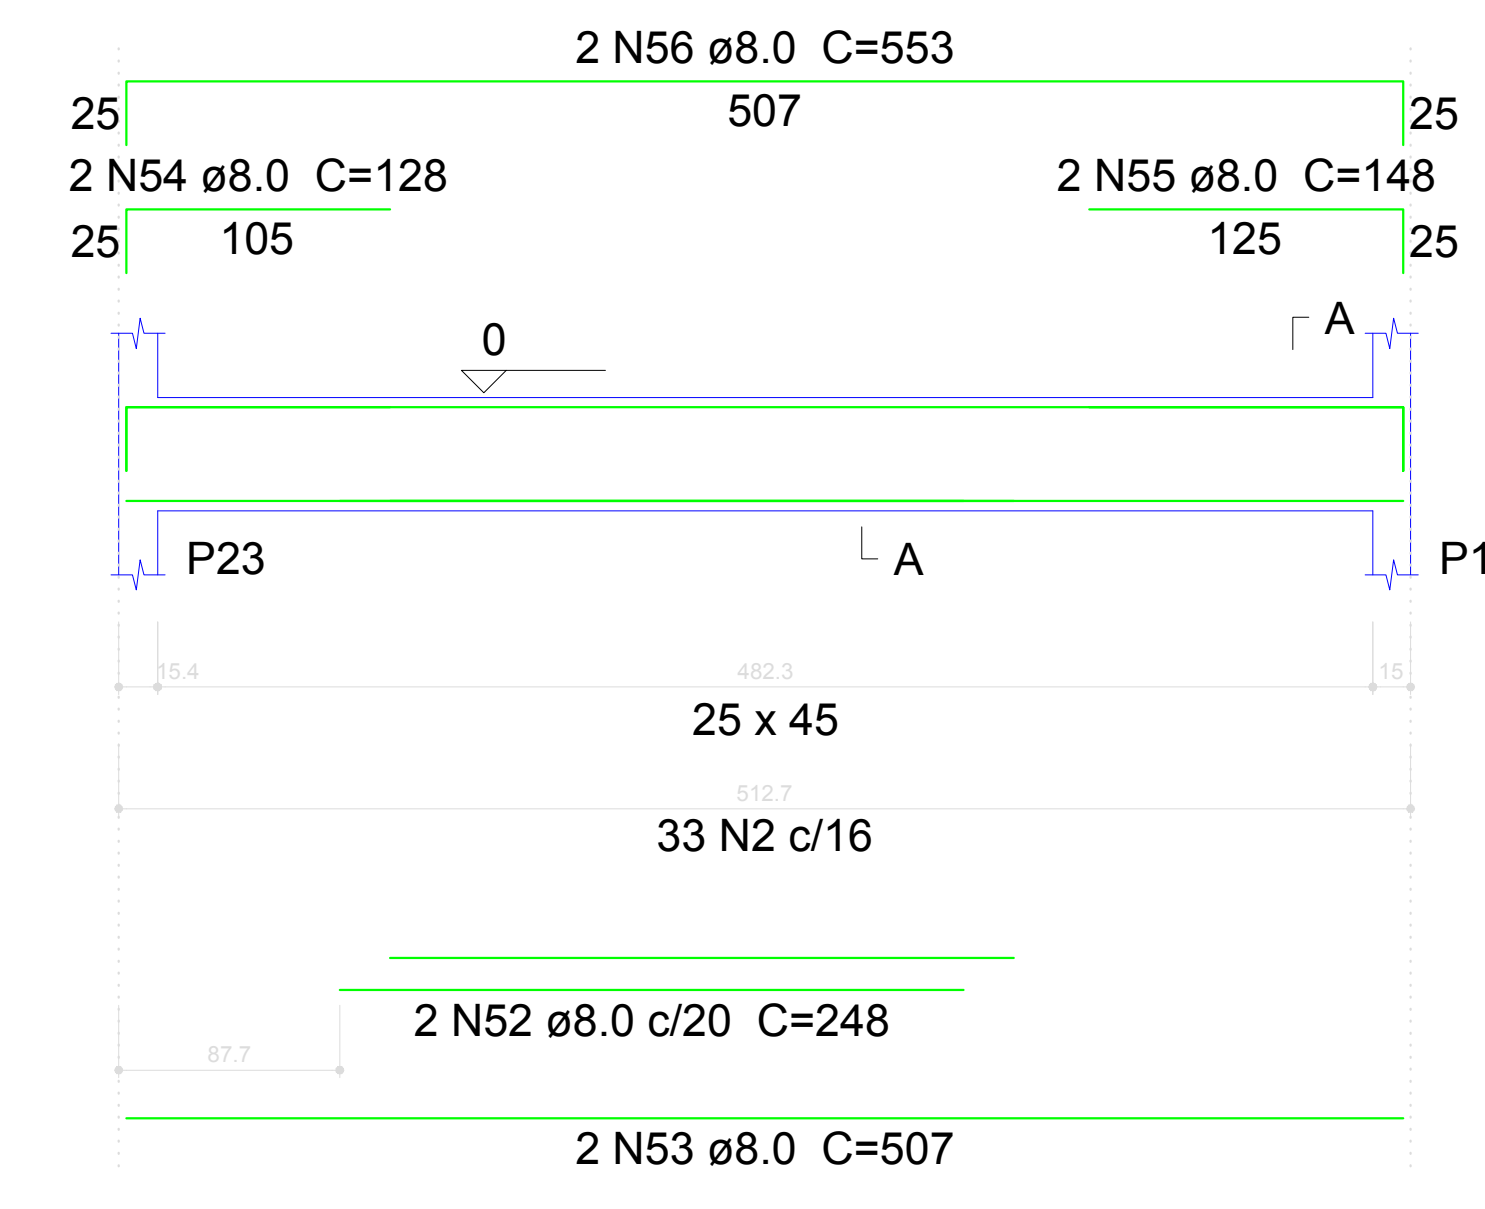 2 N56 ø8.0 C=553
25 507 25
2 N54 ø8.0 C=128 2 N55 ø8.0 C=148
25 105 125 25
A
0
P23 A P1
15.4 482.3 15
25 x 45
512.7
33 N2 c/16
2 N52 ø8.0 c/20 C=248
87.7
2 N53 ø8.0 C=507